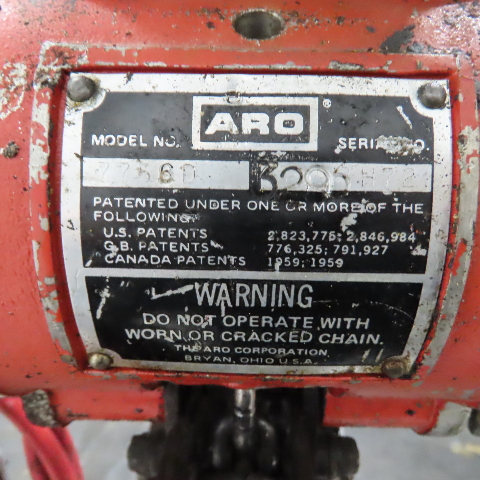 ARO®
MODEL NO. SERIAL NO.
PATENTED UNDER ONE OR MORE OF THE
FOLLOWING:
U.S. PATENTS 2,823,775; 2,846,984
G.B. PATENTS 776,325; 791,927
CANADA PATENTS 1959; 1959
WARNING
DO NOT OPERATE WITH
WORN OR CRACKED CHAIN.
THE ARO CORPORATION
BRYAN, OHIO U.S.A.